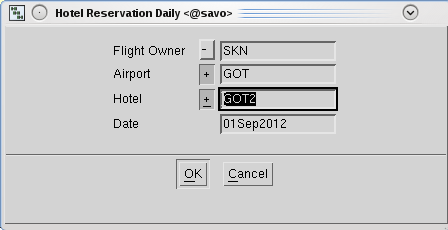 Hotel Reservation Daily <@savo>
Flight Owner - SKN
Airport + GOT
Hotel + GOT2
Date 01Sep2012
OK Cancel